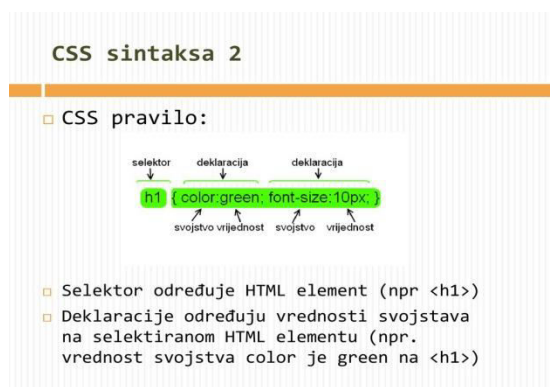 CSS sintaksa 2
CSS pravilo:
selektor deklaracija deklaracija
h1 { color:green; font-size:10px; }
svojstvo vrijednost svojstvo vrijednost
Selektor određuje HTML element (npr <h1>)
Deklaracije određuju vrednosti svojstava
na selektiranom HTML elementu (npr.
vrednost svojstva color je green na <h1>)